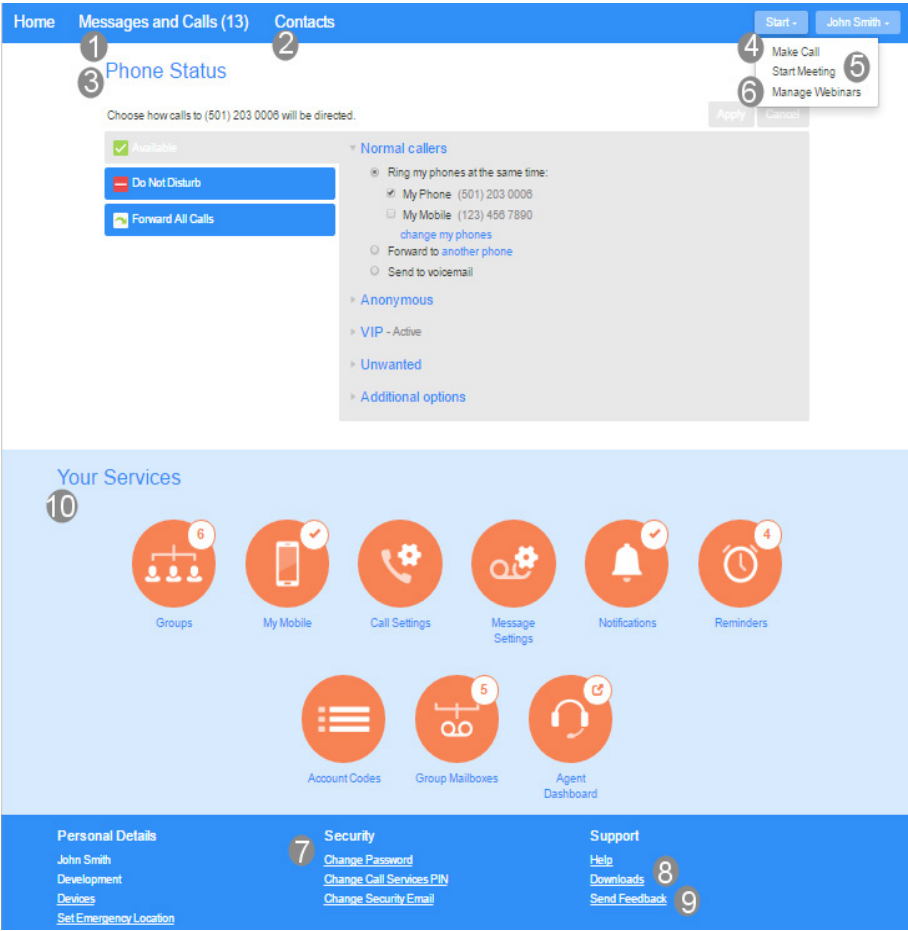 Home Messages and Calls (13) Contacts Start John Smith
1 2 4 Make Call
3 Phone Status Start Meeting 5
6 Manage Webinars
Choose how calls to (501) 203 0006 will be directed. Apply Cancel
Available
Do Not Disturb
Forward All Calls
Normal callers
Ring my phones at the same time:
My Phone (501) 203 0006
My Mobile (123) 456 7890
change my phones
Forward to another phone
Send to voicemail
Anonymous
VIP - Active
Unwanted
Additional options
Your Services
10
6 4
Groups My Mobile Call Settings Message Settings Notifications Reminders
5
Account Codes Group Mailboxes Agent Dashboard
Personal Details
John Smith
Development
Devices
Set Emergency Location
7 Security
Change Password
Change Call Services PIN
Change Security Email
Support
Help
Downloads 8
Send Feedback 9